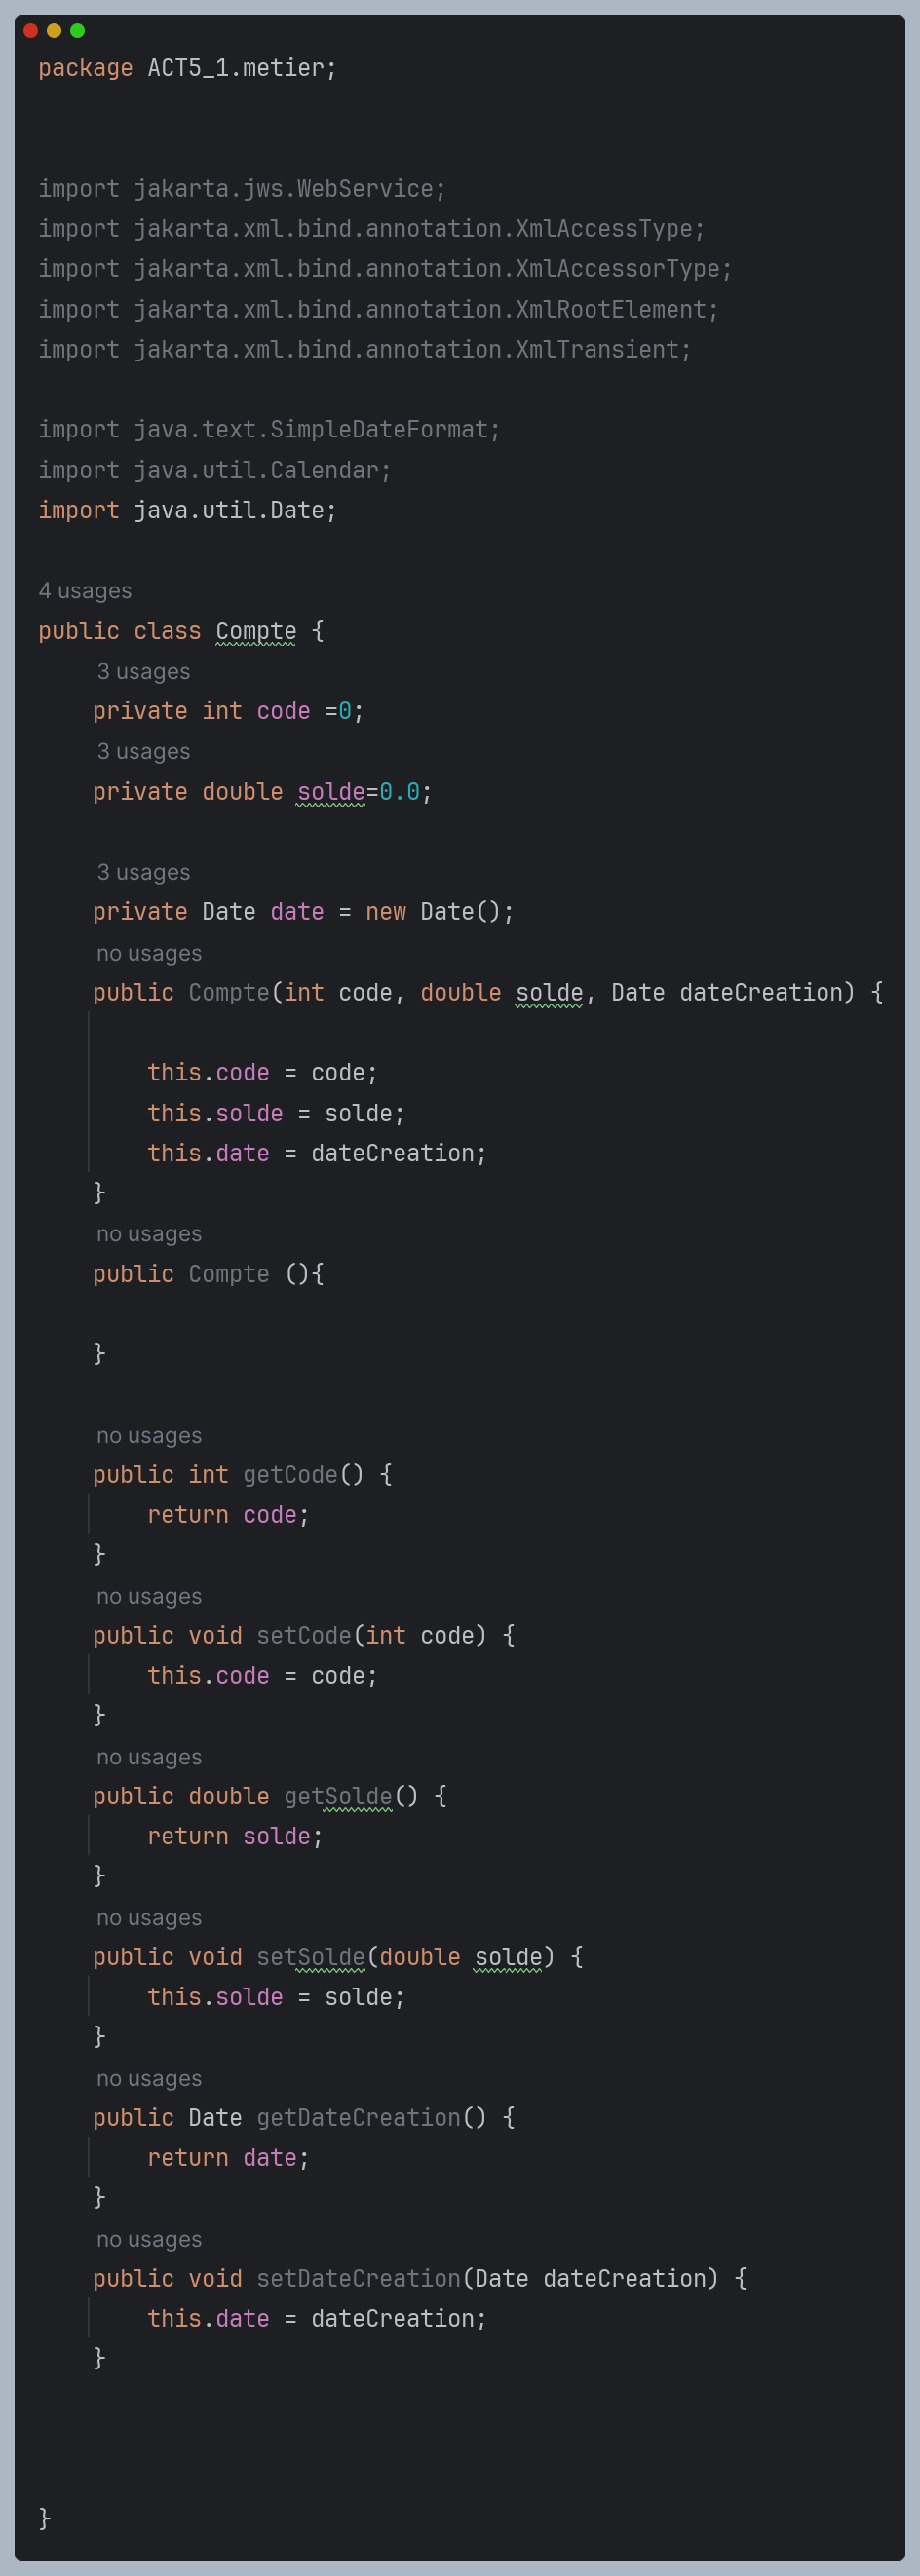 package ACT5_1.metier;
import jakarta.jws.WebService;
import jakarta.xml.bind.annotation.XmlAccessType;
import jakarta.xml.bind.annotation.XmlAccessorType;
import jakarta.xml.bind.annotation.XmlRootElement;
import jakarta.xml.bind.annotation.XmlTransient;
import java.text.SimpleDateFormat;
import java.util.Calendar;
import java.util.Date;
4 usages
public class Compte {
3 usages
private int code =0;
3 usages
private double solde=0.0;
3 usages
private Date date = new Date();
no usages
public Compte(int code, double solde, Date dateCreation) {
this.code = code;
this.solde = solde;
this.date = dateCreation;
}
no usages
public Compte (){
}
no usages
public int getCode() {
return code;
}
no usages
public void setCode(int code) {
this.code = code;
}
no usages
public double getSolde() {
return solde;
}
no usages
public void setSolde(double solde) {
this.solde = solde;
}
no usages
public Date getDateCreation() {
return date;
}
no usages
public void setDateCreation(Date dateCreation) {
this.date = dateCreation;
}
}